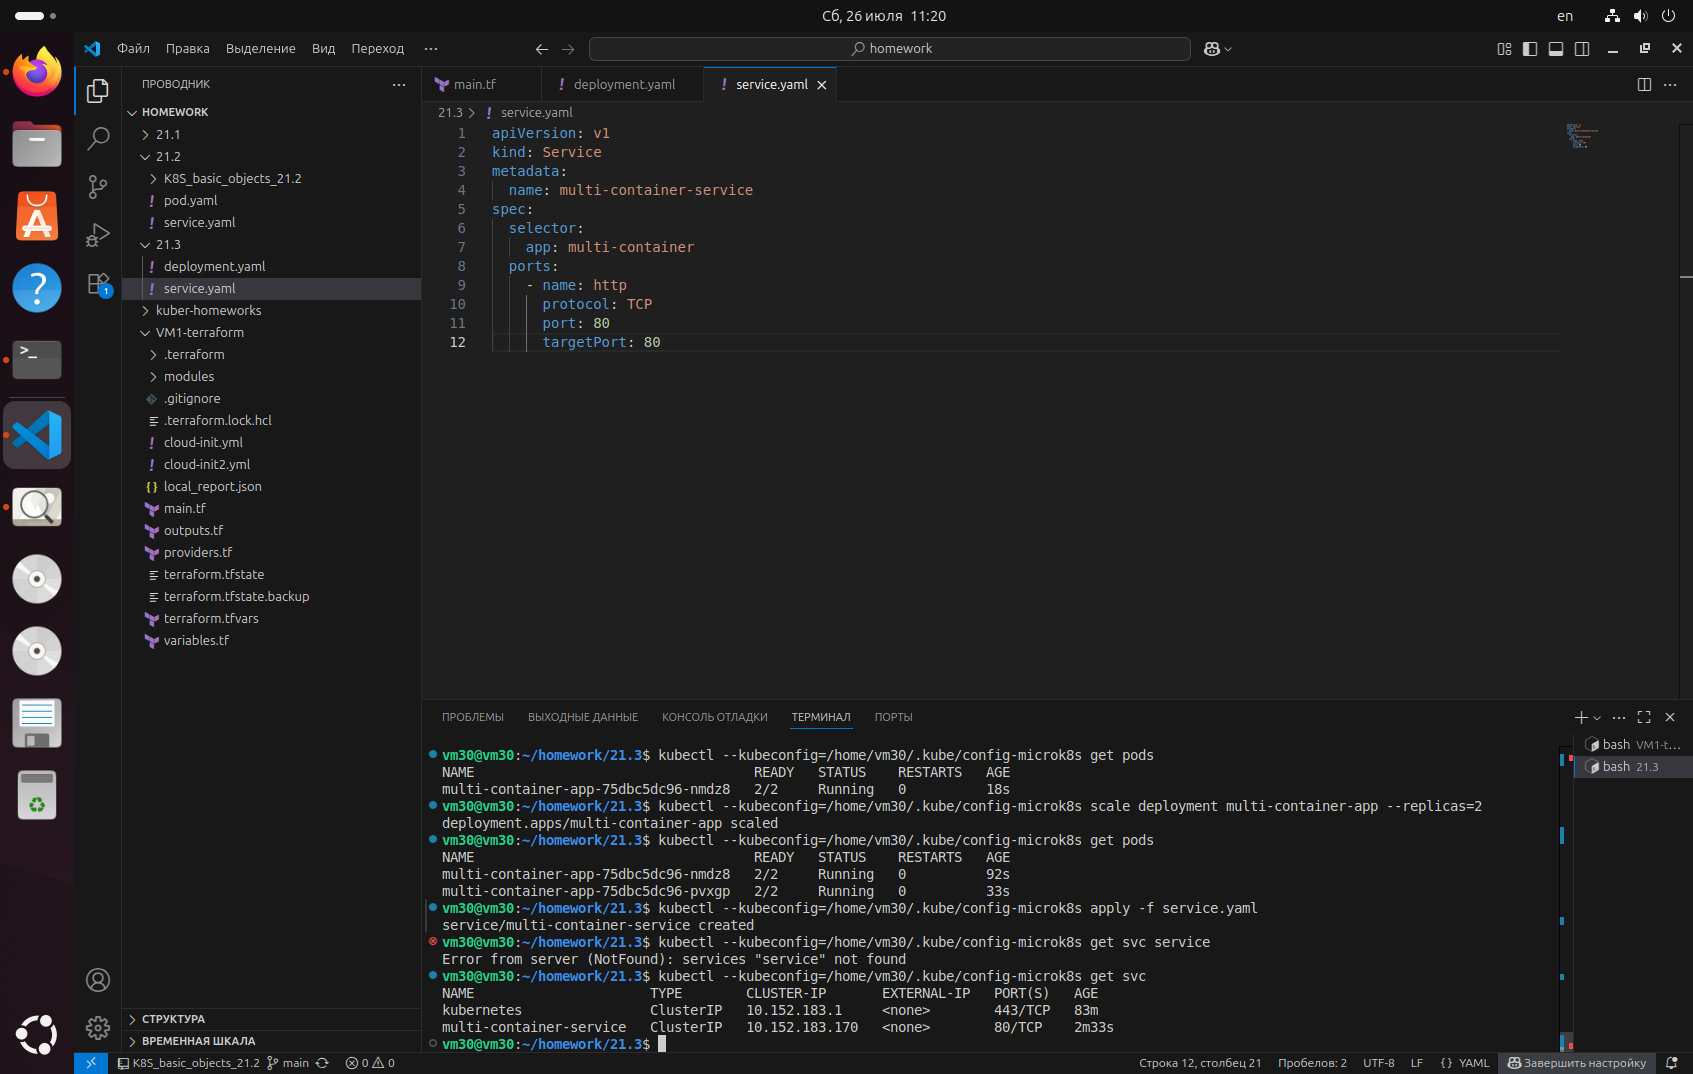 Сб, 26 июля 11:20
en
Файл Правка Выделение Вид Переход ···
homework
ПРОВОДНИК
HOMEWORK
21.1
21.2
K8S_basic_objects_21.2
pod.yaml
service.yaml
21.3
deployment.yaml
service.yaml
kuber-homeworks
VM1-terraform
.terraform
modules
.gitignore
.terraform.lock.hcl
cloud-init.yml
cloud-init2.yml
local_report.json
main.tf
outputs.tf
providers.tf
terraform.tfstate
terraform.tfstate.backup
terraform.tfvars
variables.tf
1
СТРУКТУРА
ВРЕМЕННАЯ ШКАЛА
main.tf deployment.yaml service.yaml
21.3 > service.yaml
1 apiVersion: v1
2 kind: Service
3 metadata:
4 name: multi-container-service
5 spec:
6 selector:
7 app: multi-container
8 ports:
9 - name: http
10 protocol: TCP
11 port: 80
12 targetPort: 80
ПРОБЛЕМЫ ВЫХОДНЫЕ ДАННЫЕ КОНСОЛЬ ОТЛАДКИ ТЕРМИНАЛ ПОРТЫ
vm30@vm30:~/homework/21.3$ kubectl --kubeconfig=/home/vm30/.kube/config-microk8s get pods
NAME READY STATUS RESTARTS AGE
multi-container-app-75dbc5dc96-nmdz8 2/2 Running 0 18s
vm30@vm30:~/homework/21.3$ kubectl --kubeconfig=/home/vm30/.kube/config-microk8s scale deployment multi-container-app --replicas=2
deployment.apps/multi-container-app scaled
vm30@vm30:~/homework/21.3$ kubectl --kubeconfig=/home/vm30/.kube/config-microk8s get pods
NAME READY STATUS RESTARTS AGE
multi-container-app-75dbc5dc96-nmdz8 2/2 Running 0 92s
multi-container-app-75dbc5dc96-pvxgp 2/2 Running 0 33s
vm30@vm30:~/homework/21.3$ kubectl --kubeconfig=/home/vm30/.kube/config-microk8s apply -f service.yaml
service/multi-container-service created
vm30@vm30:~/homework/21.3$ kubectl --kubeconfig=/home/vm30/.kube/config-microk8s get svc service
Error from server (NotFound): services "service" not found
vm30@vm30:~/homework/21.3$ kubectl --kubeconfig=/home/vm30/.kube/config-microk8s get svc
NAME TYPE CLUSTER-IP EXTERNAL-IP PORT(S) AGE
kubernetes ClusterIP 10.152.183.1 <none> 443/TCP 83m
multi-container-service ClusterIP 10.152.183.170 <none> 80/TCP 2m33s
vm30@vm30:~/homework/21.3$
bash VM1-t...
bash 21.3
K8S_basic_objects_21.2 main 0 0
Строка 12, столбец 21 Пробелов: 2 UTF-8 LF {} YAML Завершить настройку